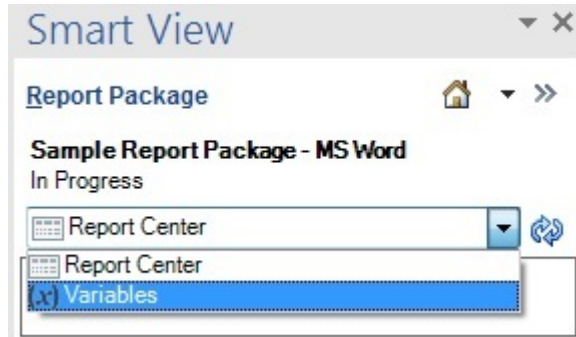 Smart View
Report Package
Sample Report Package - MS Word
In Progress
Report Center
Report Center
(x) Variables